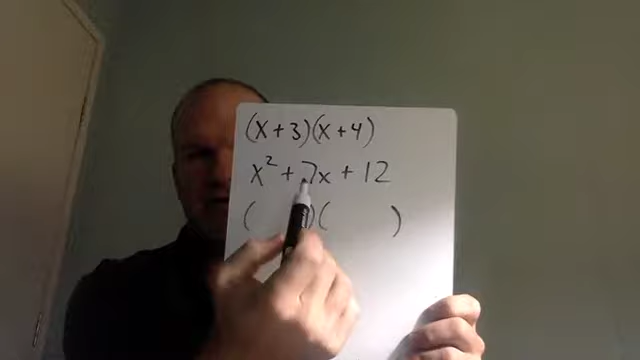 (x+3)(x+4)
x² + 7x + 12
(   )(   )